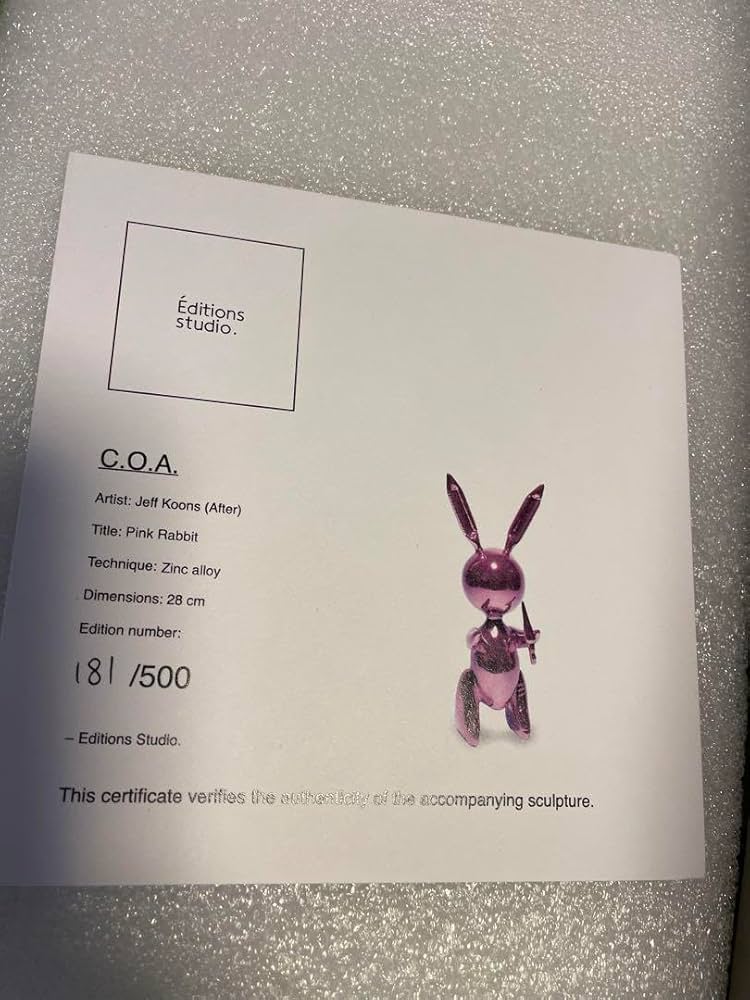 Éditions
studio.
C.O.A.
Artist: Jeff Koons (After)
Title: Pink Rabbit
Technique: Zinc alloy
Dimensions: 28 cm
Edition number:
181 /500
– Editions Studio.
This certificate verifies the authenticity of the accompanying sculpture.